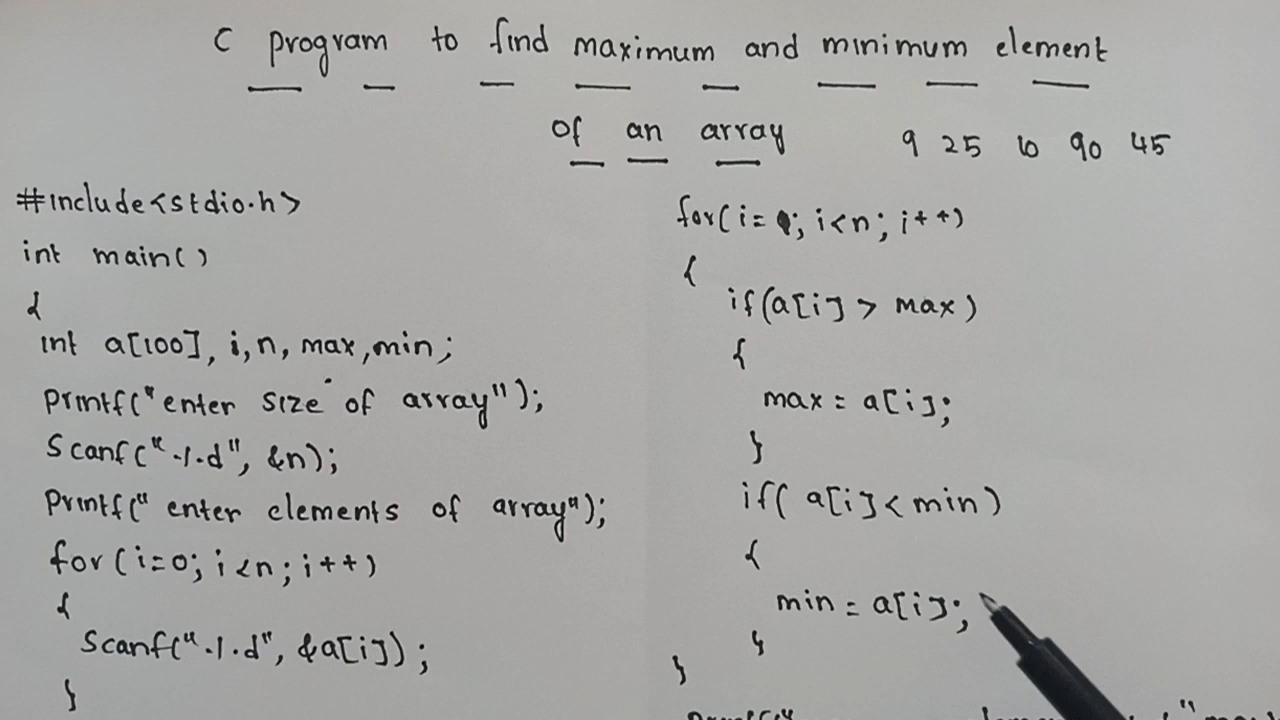 C program to find maximum and minimum element
of an array
9 25 10 90 45
#include<stdio.h>
int main()
{
int a[100], i,n, max,min;
printf("enter size of array");
Scanf("%d", &n);
printf(" enter elements of array");
for (i=0; i<n; i++)
{
Scanf("%d", &a[i]);
}
for(i= ; i<n; i++)
{
if(a[i] > max)
{
max = a[i];
}
if( a[i]<min)
{
min = a[i];
}
}